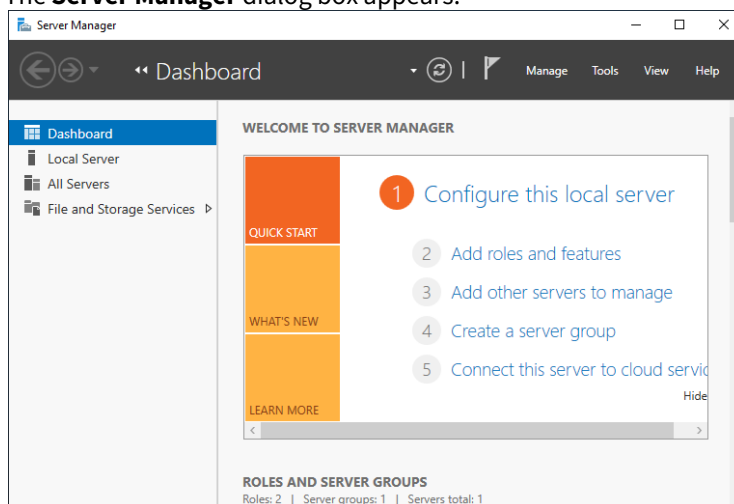 The Server Manager dialog box appears.
Server Manager
Dashboard
Manage Tools View Help
Dashboard
Local Server
All Servers
File and Storage Services
WELCOME TO SERVER MANAGER
QUICK START
WHAT'S NEW
LEARN MORE
1 Configure this local server
2 Add roles and features
3 Add other servers to manage
4 Create a server group
5 Connect this server to cloud servic
Hide
ROLES AND SERVER GROUPS
Roles: 2 | Server groups: 1 | Servers total: 1